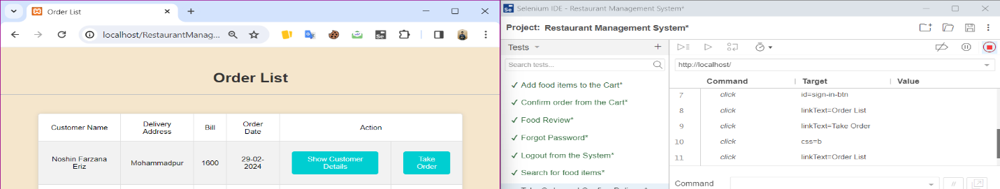 Order List
localhost/RestaurantManag...
Order List
Customer Name
Delivery
Address
Bill
Order
Date
Action
Noshin Farzana
Eriz
Mohammadpur
1600
29-02-
2024
Show Customer
Details
Take
Order
Se Selenium IDE - Restaurant Management System*
Project: Restaurant Management System*
Tests
Search tests...
✓ Add food items to the Cart*
✓ Confirm order from the Cart*
✓ Food Review*
✓ Forgot Password*
✓ Logout from the System*
✓ Search for food items*
http://localhost/
Command Target Value
7 click id=sign-in-btn
8 click linkText=Order List
9 click linkText=Take Order
10 click css=b
11 click linkText=Order List
Command //